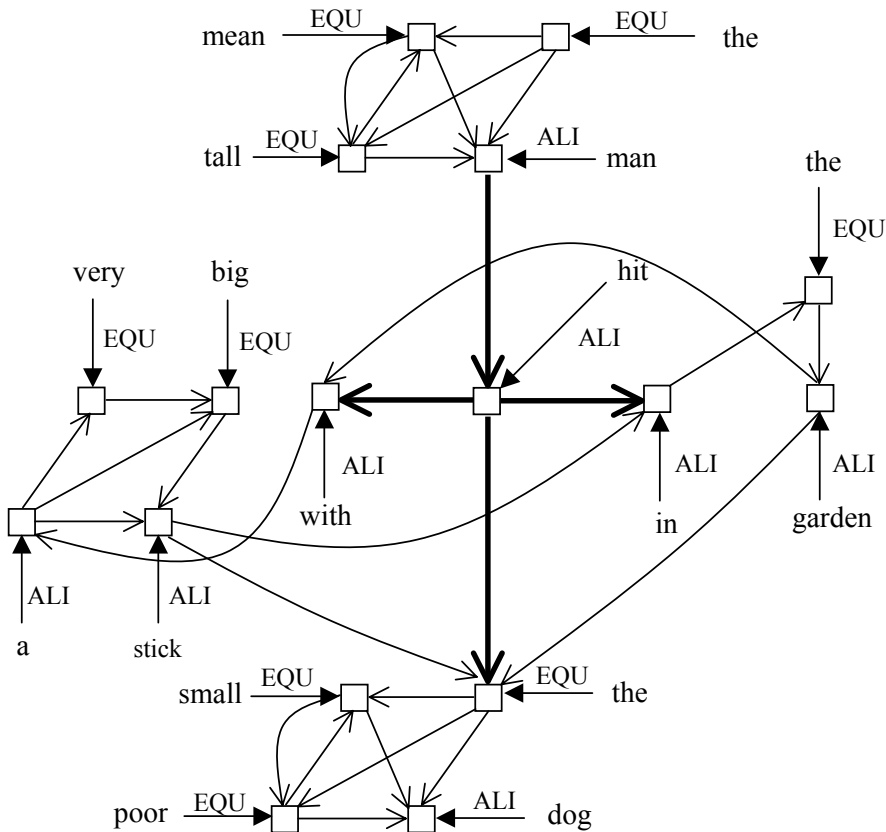 mean EQU EQU the
tall EQU ALI man
the
EQU
very big hit
EQU EQU ALI
ALI ALI ALI
with in garden
ALI ALI
a stick
small EQU EQU the
poor EQU ALI dog